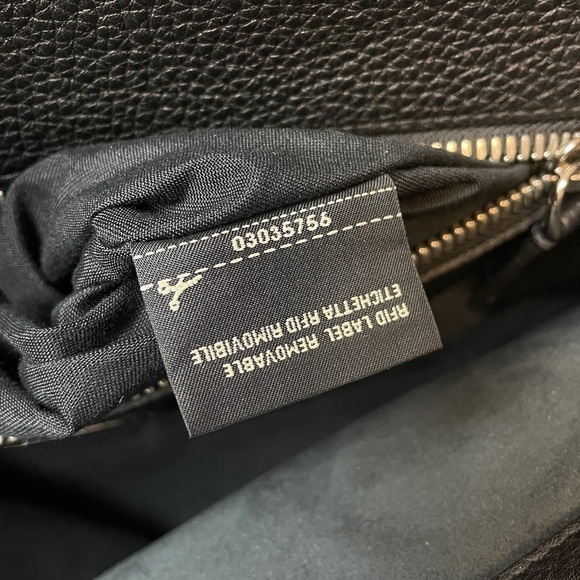 03035756
RFID LABEL REMOVABLE
ETICHETTA RFID RIMOVIBILE